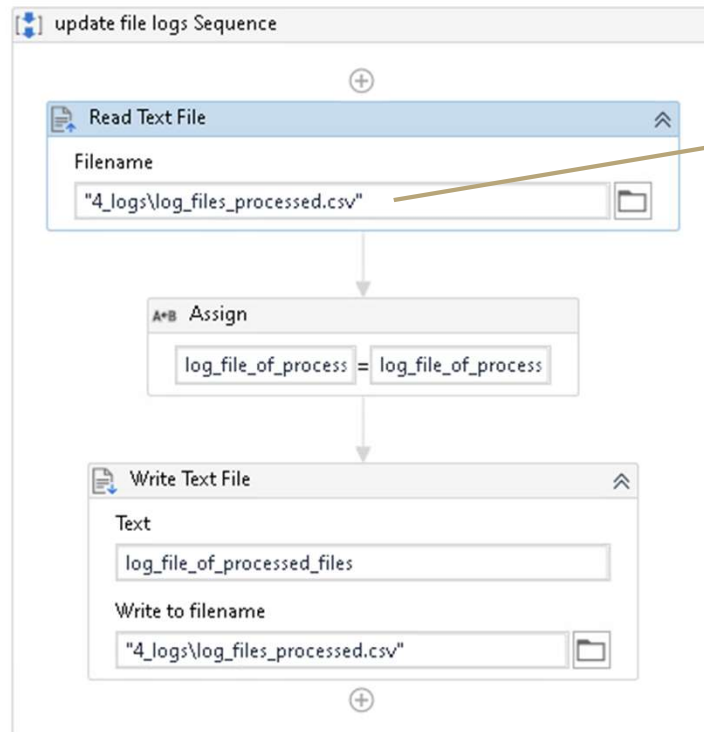 update file logs Sequence
Read Text File
Filename
"4_logs\log_files_processed.csv"
A+B Assign
log_file_of_process = log_file_of_process
Write Text File
Text
log_file_of_processed_files
Write to filename
"4_logs\log_files_processed.csv"